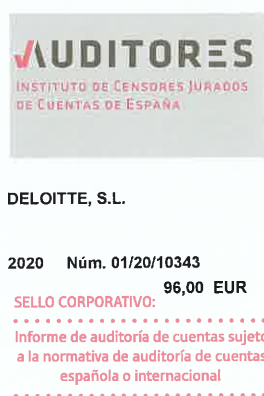 AUDITORES
INSTITUTO DE CENSORES JURADOS
DE CUENTAS DE ESPAÑA
DELOITTE, S.L.
2020 Núm. 01/20/10343
96,00 EUR
SELLO CORPORATIVO:
Informe de auditoría de cuentas sujeto
a la normativa de auditoría de cuentas
española o internacional